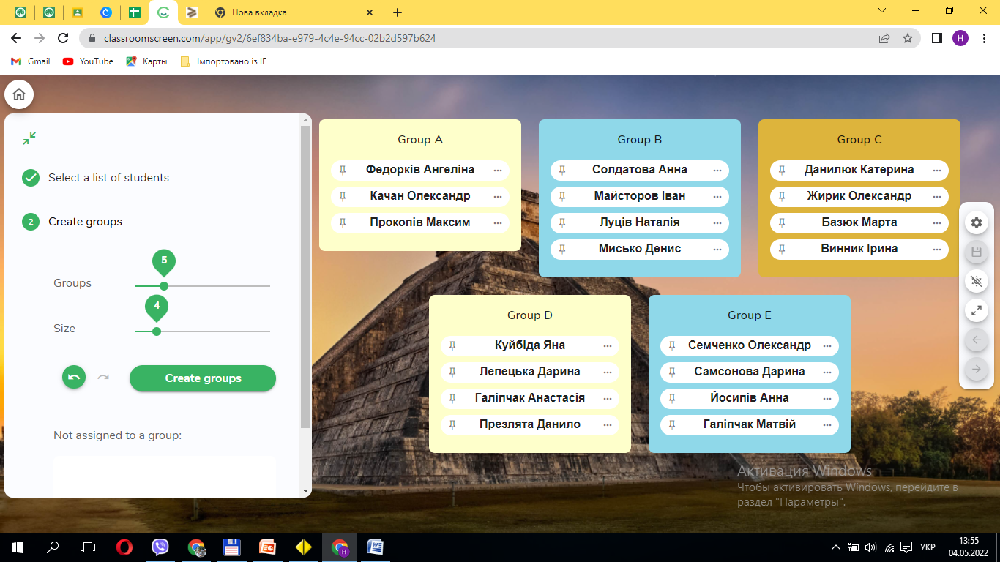 Нова вкладка
classroomscreen.com/app/gv2/6ef834ba-e979-4c4e-94cc-02b2d597b624
H
Gmail
YouTube
Карты
Імпортовано із IE
Select a list of students
2
Create groups
5
Groups
4
Size
Create groups
Not assigned to a group:
Group A
Федорків Ангеліна
Качан Олександр
Прокопів Максим
Group B
Солдатова Анна
Майсторов Іван
Луців Наталія
Мисько Денис
Group C
Данилюк Катерина
Жирик Олександр
Базюк Марта
Винник Ірина
Group D
Куйбіда Яна
Лепецька Дарина
Галіпчак Анастасія
Презлята Данило
Group E
Семченко Олександр
Самсонова Дарина
Йосипів Анна
Галіпчак Матвій
Активация Windows
Чтобы активировать Windows, перейдите в
раздел "Параметры".
УКР
13:55
04.05.2022